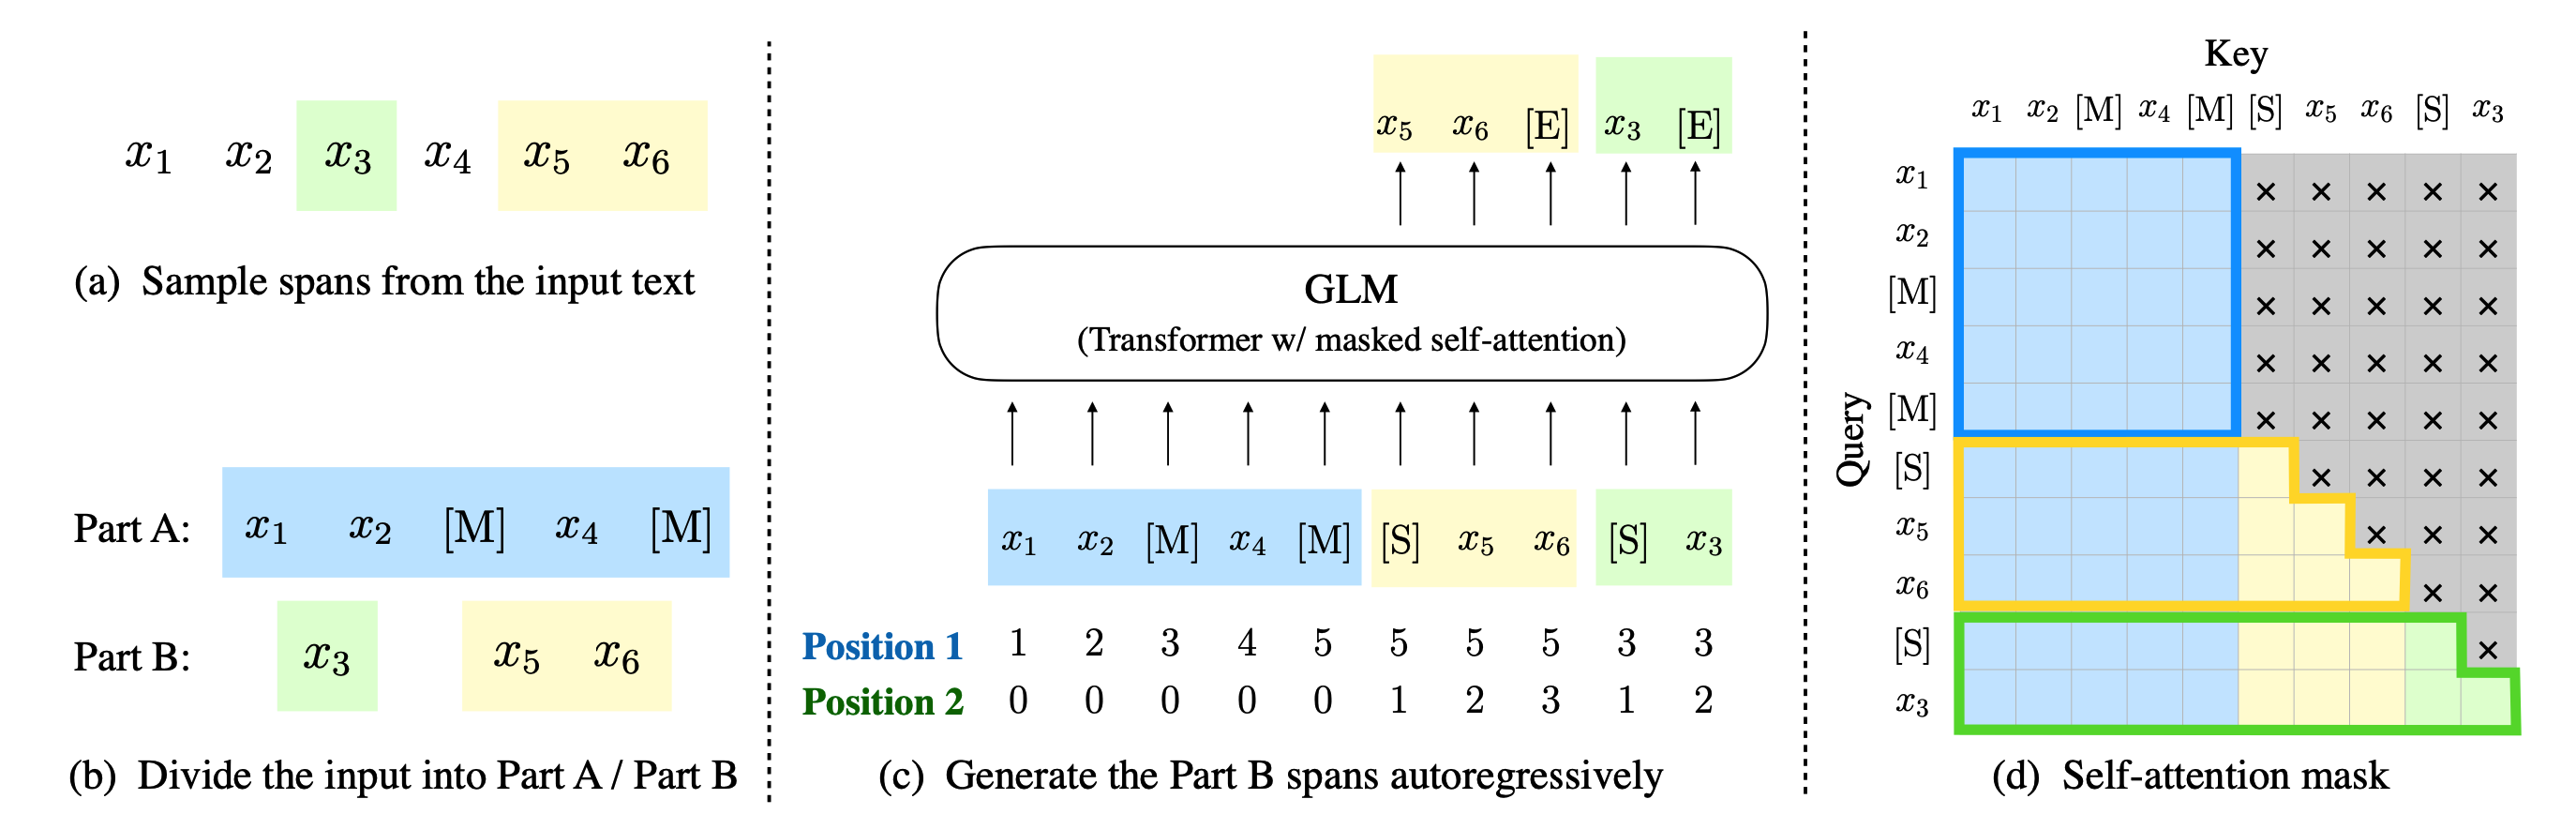 x₁ x₂ x₃ x₄ x₅ x₆
(a) Sample spans from the input text
Part A: x₁ x₂ [M] x₄ [M]
Part B: x₃ x₅ x₆
(b) Divide the input into Part A / Part B
x₅ x₆ [E] x₃ [E]
GLM
(Transformer w/ masked self-attention)
x₁ x₂ [M] x₄ [M] [S] x₅ x₆ [S] x₃
Position 1 1 2 3 4 5 5 5 5 3 3
Position 2 0 0 0 0 0 1 2 3 1 2
(c) Generate the Part B spans autoregressively
Key
x₁ x₂ [M] x₄ [M] [S] x₅ x₆ [S] x₃
Query
x₁ × × × × ×
x₂ × × × × ×
[M] × × × × ×
x₄ × × × × ×
[M] × × × × ×
[S] × × × ×
x₅ × × ×
x₆ × ×
[S] ×
x₃
(d) Self-attention mask